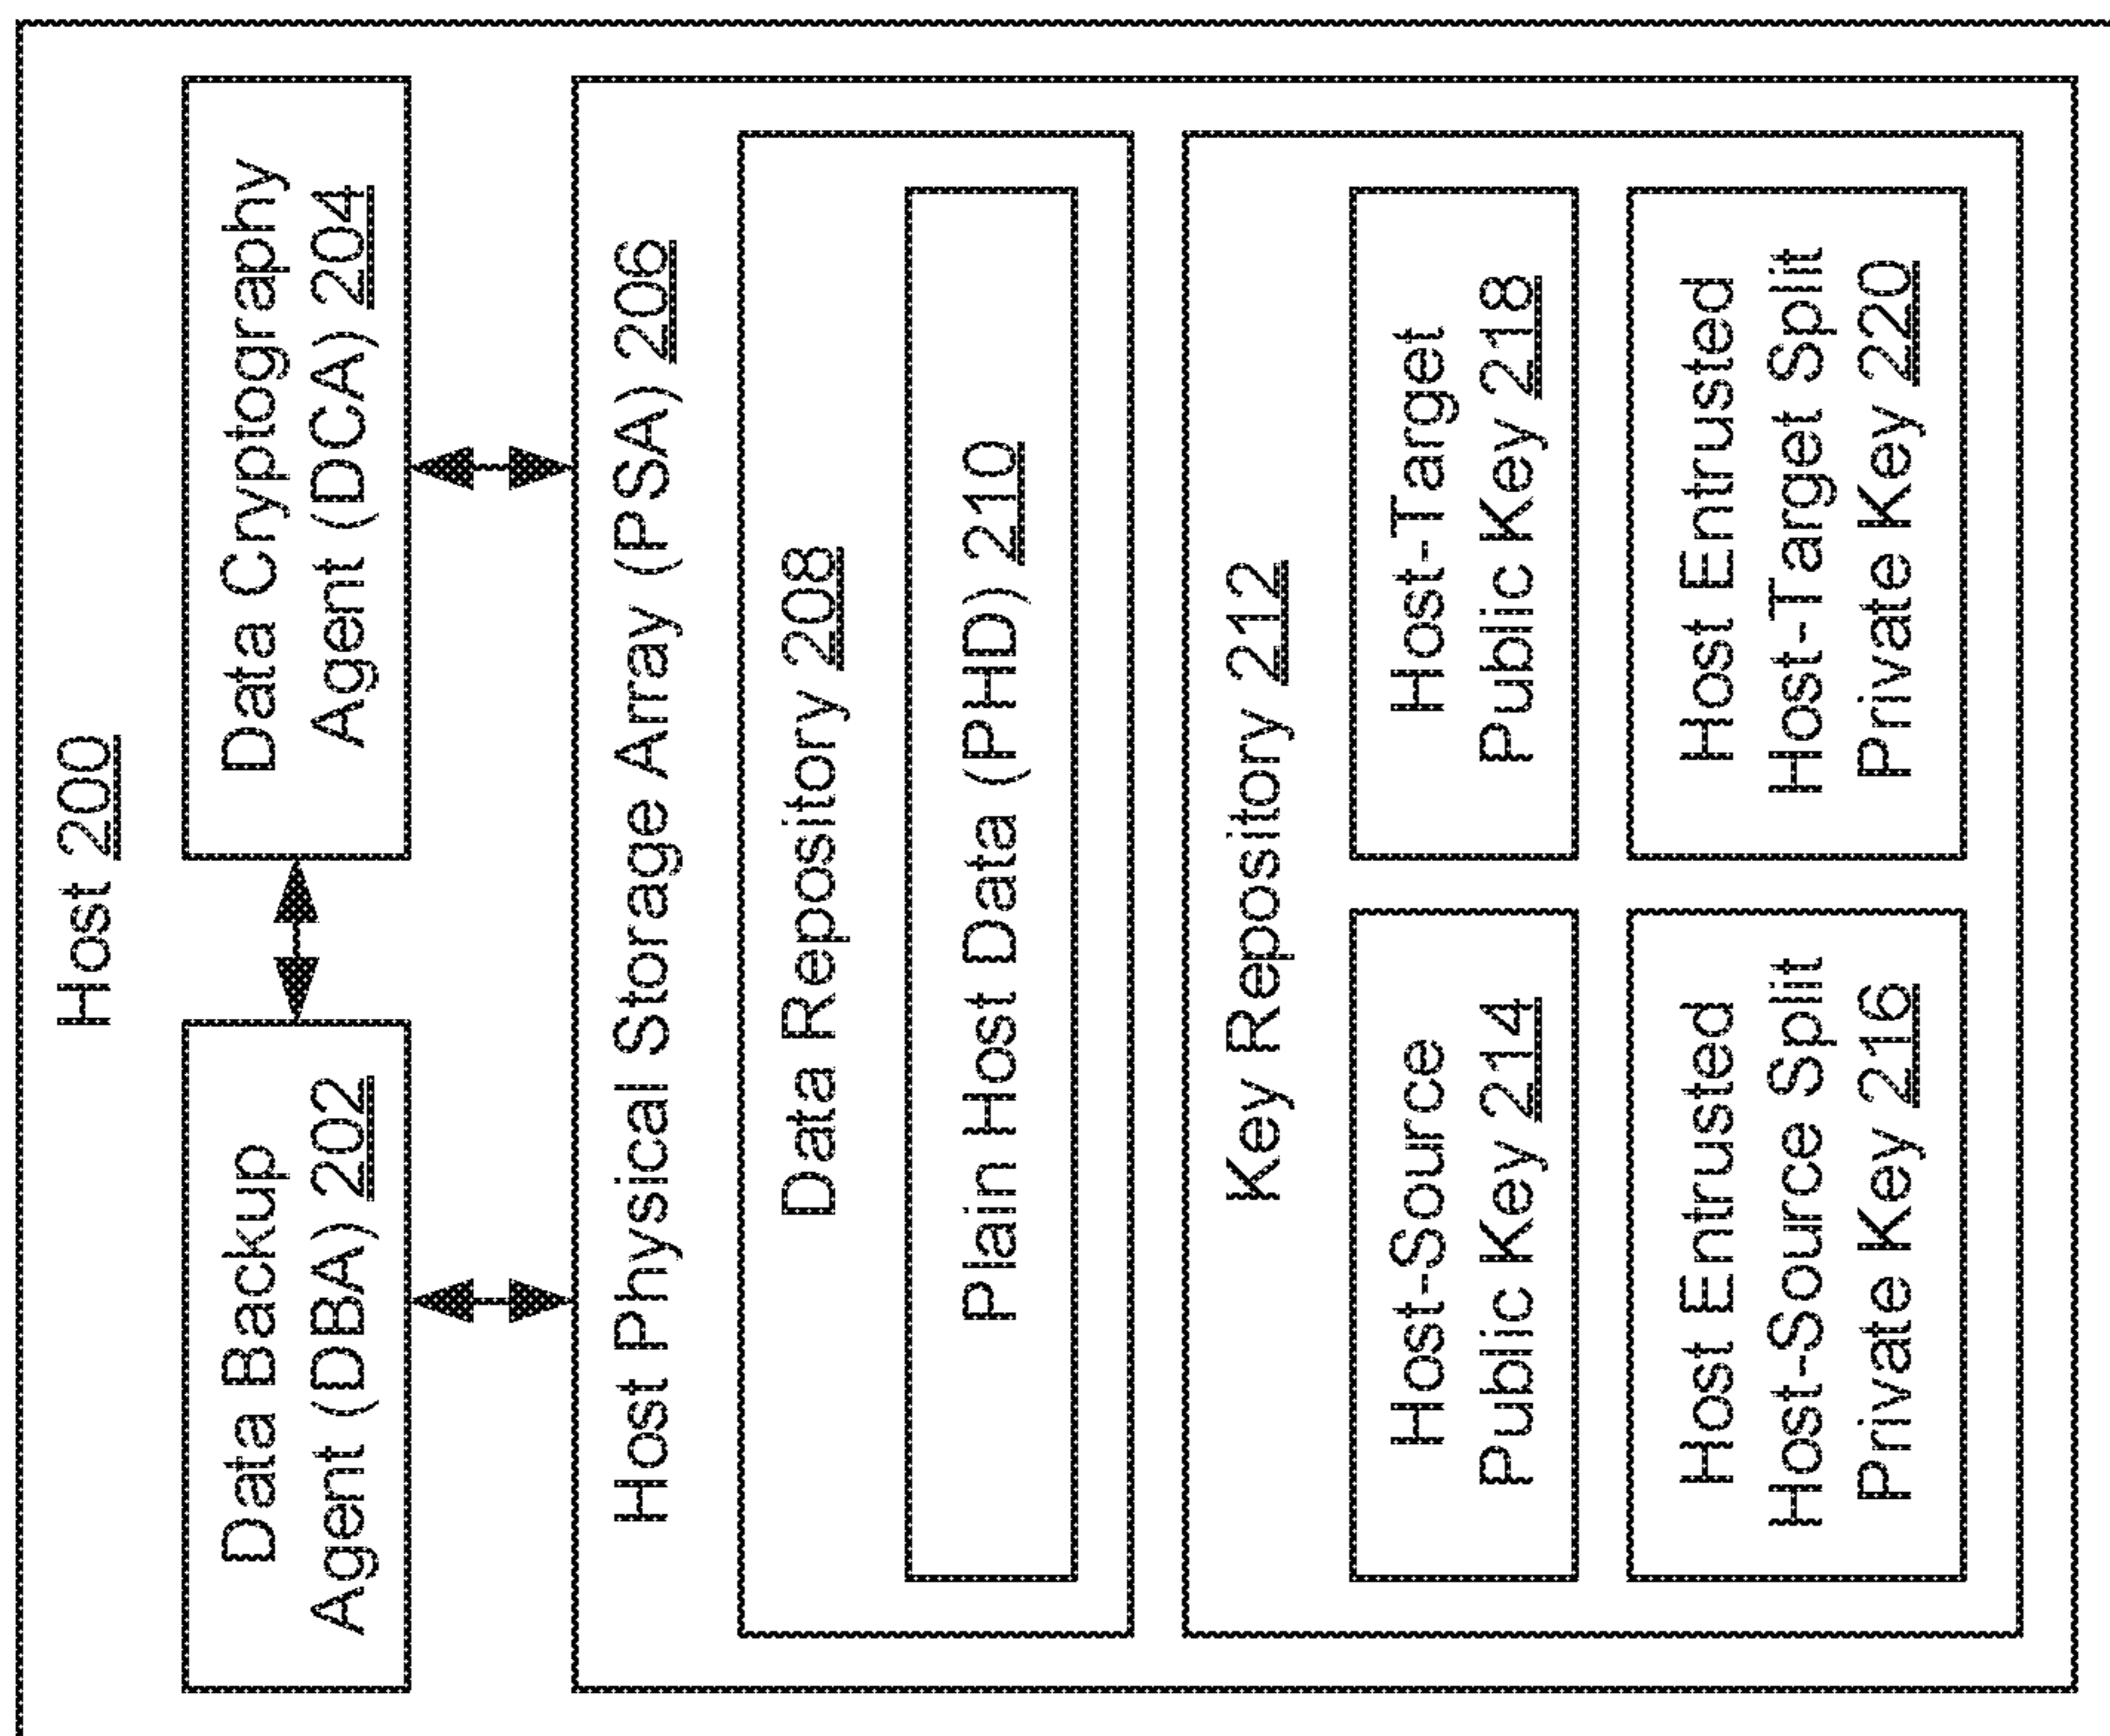 Host 200
Data Backup
Agent (DBA) 202
Data Cryptography
Agent (DCA) 204
Host Physical Storage Array (PSA) 206
Data Repository 208
Plain Host Data (PHD) 210
Key Repository 212
Host-Source
Public Key 214
Host-Target
Public Key 218
Host Entrusted
Host-Source Split
Private Key 216
Host Entrusted
Host-Target Split
Private Key 220